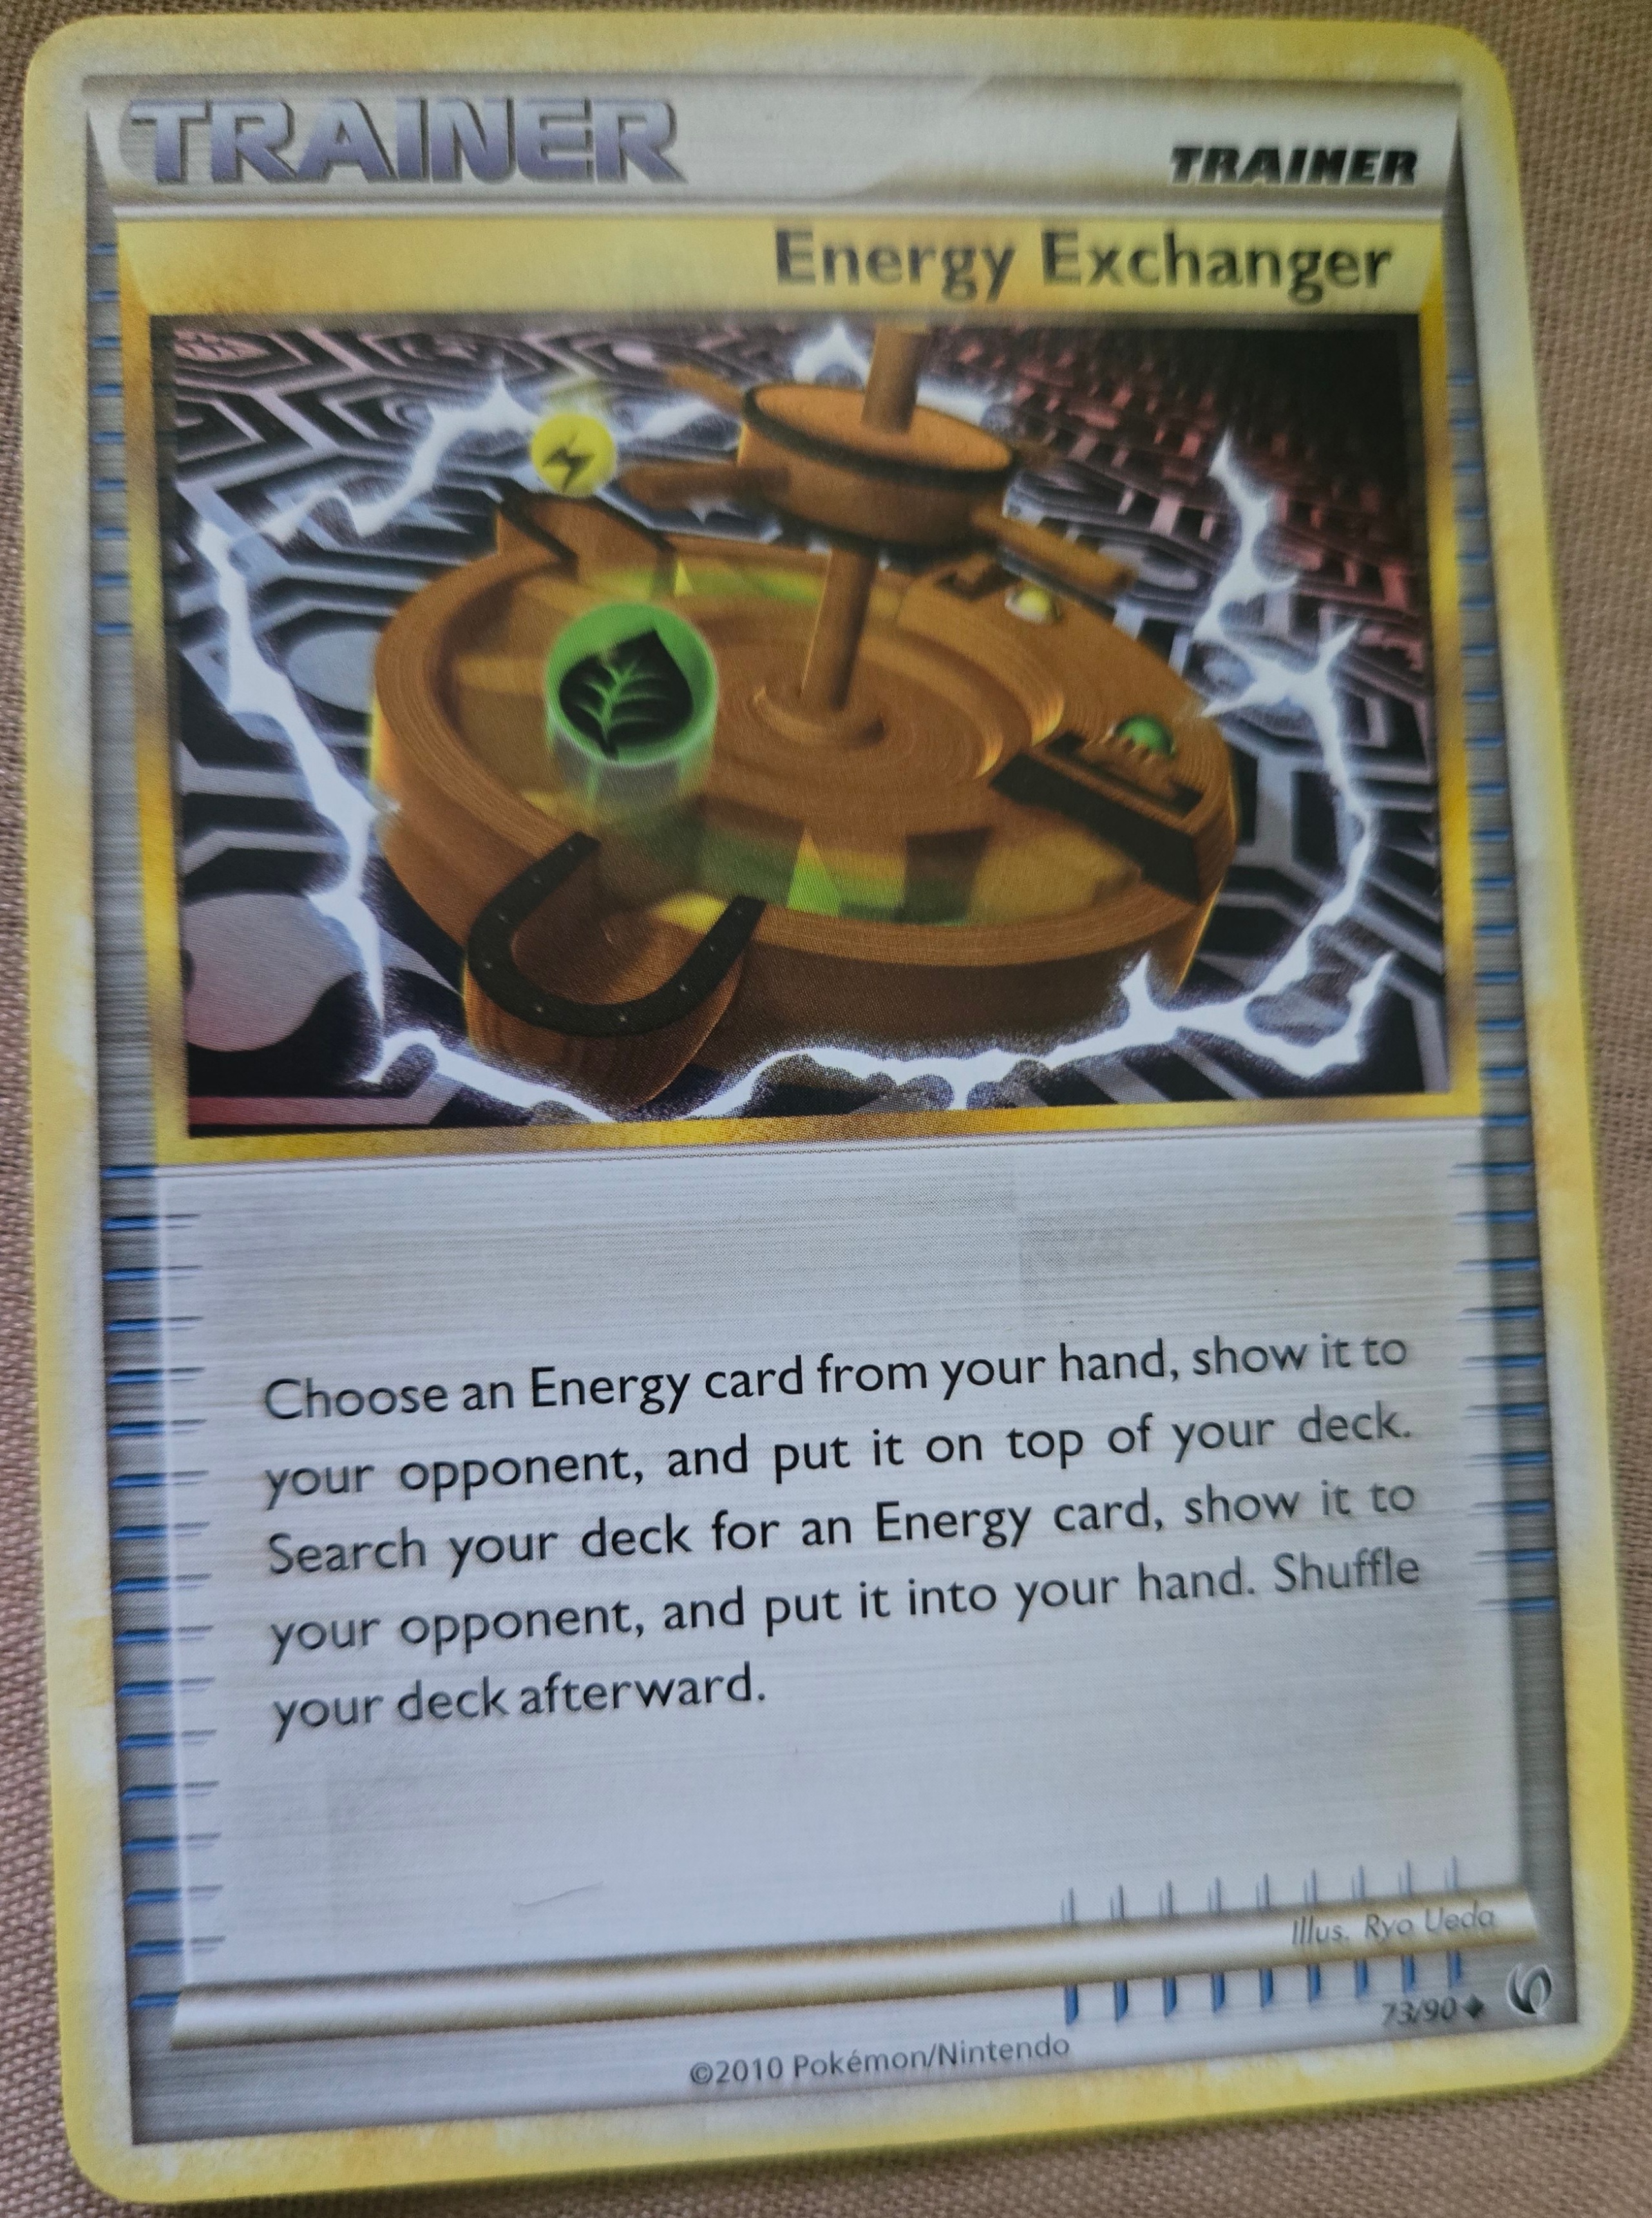 TRAINER
TRAINER
Energy Exchanger
Choose an Energy card from your hand, show it to
your opponent, and put it on top of your deck.
Search your deck for an Energy card, show it to
your opponent, and put it into your hand. Shuffle
your deck afterward.
Illus. Ryo Ueda
73/90
©2010 Pokémon/Nintendo